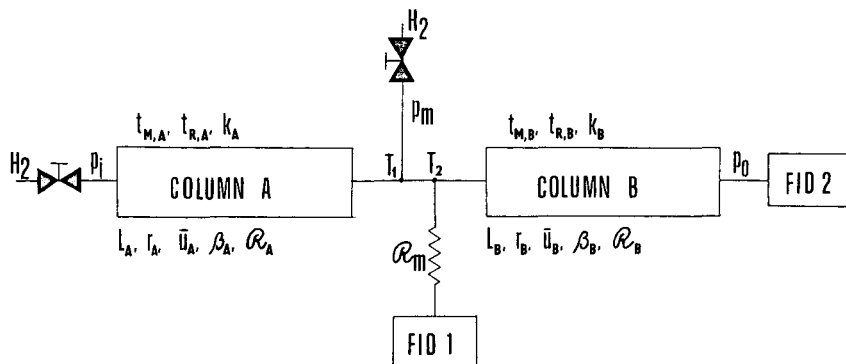 H2
pm
tM,A, tR,A, kA
tM,B, tR,B, kB
H2 pi
T1 T2
p0
COLUMN A
COLUMN B
FID 2
LA, rA, ūA, βA, ℛA
ℛm
LB, rB, ūB, βB, ℛB
FID 1